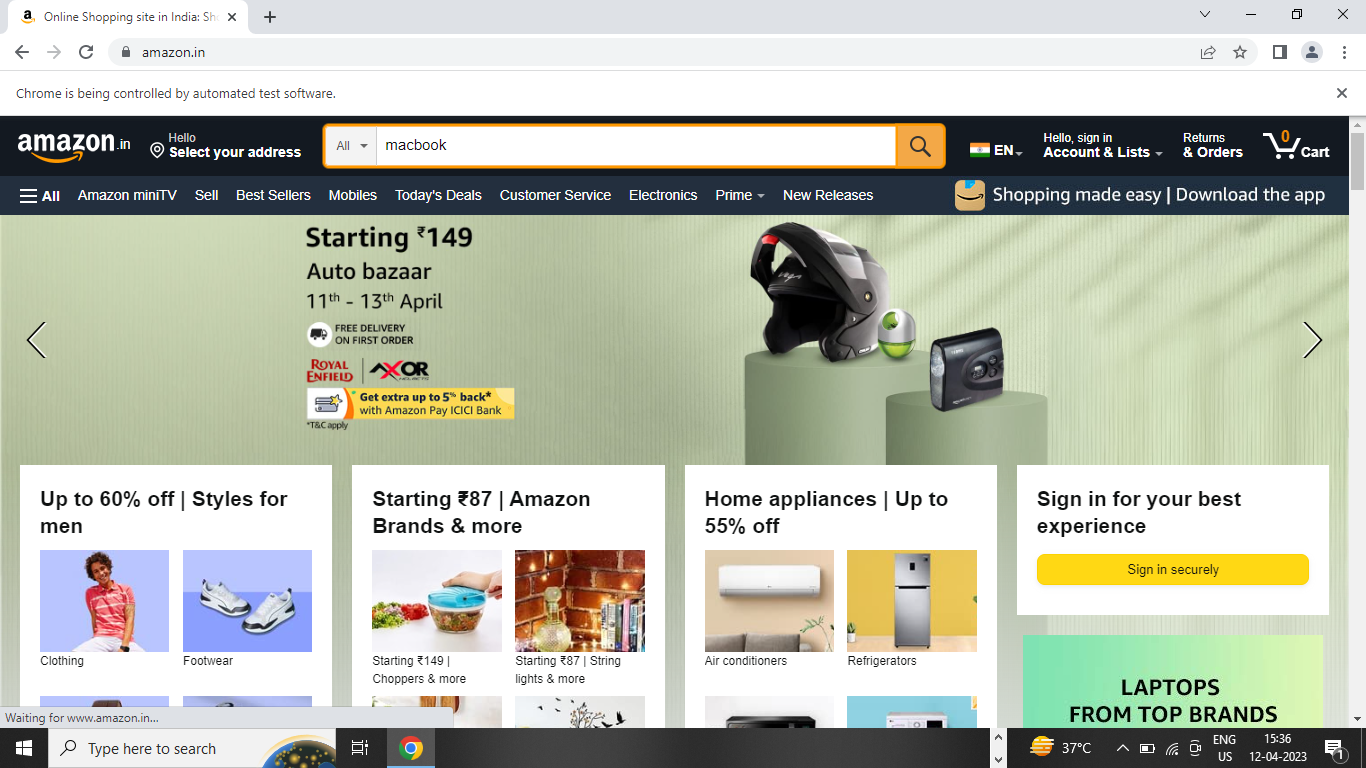 Online Shopping site in India: Sh
amazon.in
Chrome is being controlled by automated test software.
amazon.in
Hello
Select your address
All
macbook
EN
Hello, sign in
Account & Lists
Returns
& Orders
0
Cart
All
Amazon miniTV
Sell
Best Sellers
Mobiles
Today's Deals
Customer Service
Electronics
Prime
New Releases
Shopping made easy | Download the app
Starting ₹149
Auto bazaar
11th - 13th April
FREE DELIVERY
ON FIRST ORDER
ROYAL
ENFIELD
AXOR
HELMETS
Get extra up to 5% back*
with Amazon Pay ICICI Bank
*T&C apply
Vega
Up to 60% off | Styles for
men
Clothing
Footwear
Starting ₹87 | Amazon
Brands & more
Starting ₹149 |
Choppers & more
Starting ₹87 | String
lights & more
Home appliances | Up to
55% off
Air conditioners
Refrigerators
Sign in for your best
experience
Sign in securely
LAPTOPS
FROM TOP BRANDS
Waiting for www.amazon.in...
Type here to search
37°C
ENG
US
15:36
12-04-2023
1